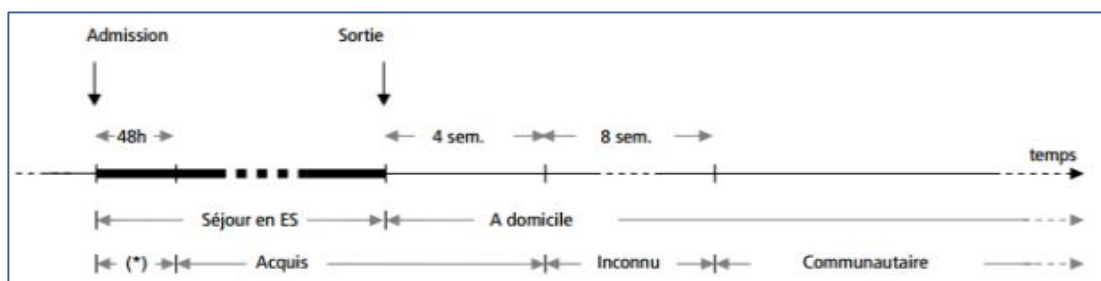 Admission Sortie
48h 4 sem. 8 sem.
temps
Séjour en ES A domicile
(*) Acquis Inconnu Communautaire